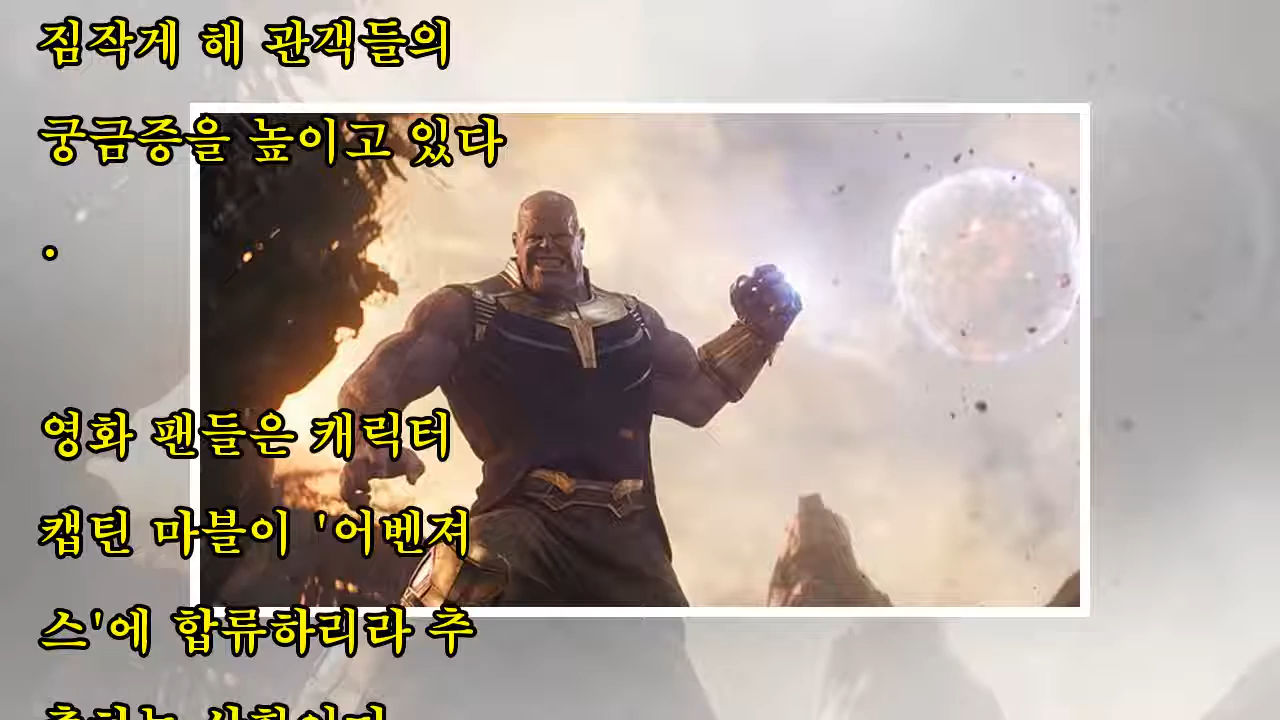 짐작게 해 관객들의
궁금증을 높이고 있다
.
영화 팬들은 캐릭터
캡틴 마블이 '어벤져
스'에 합류하리라 추